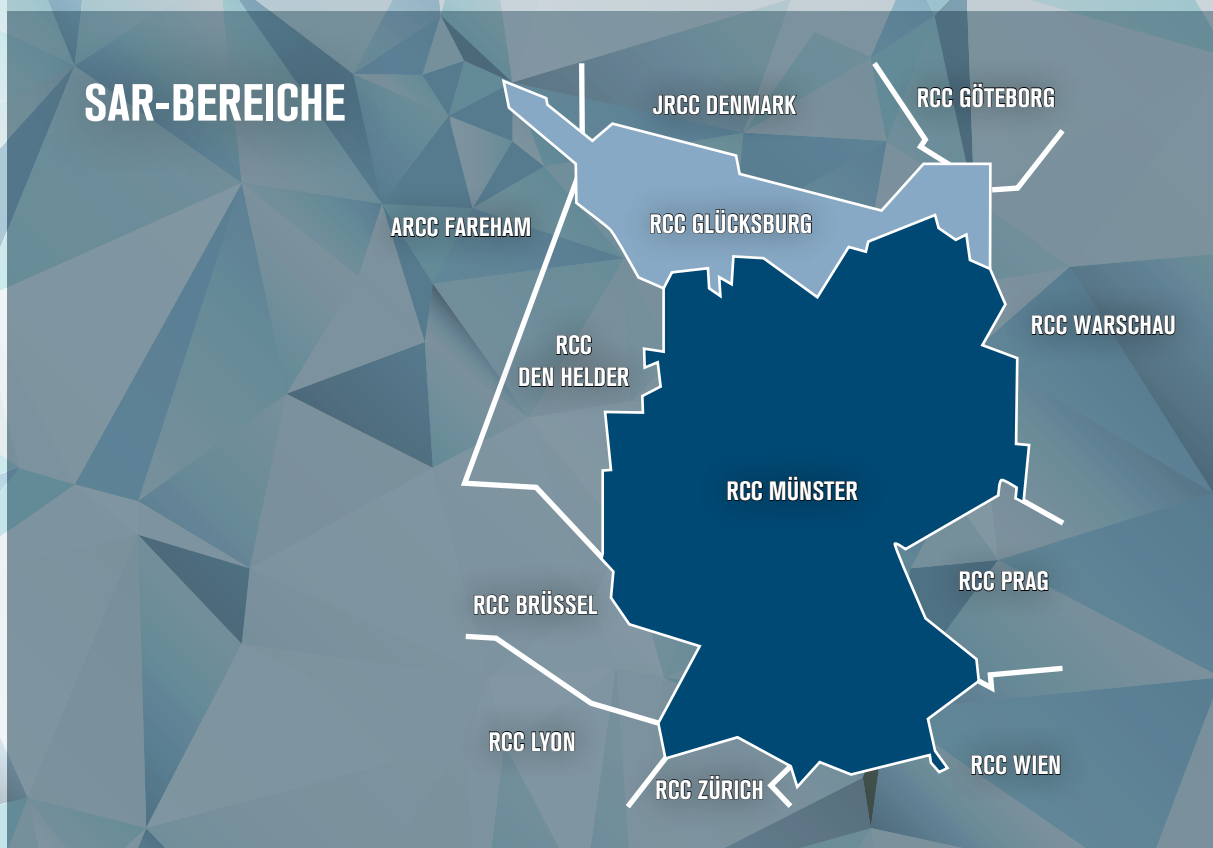 SAR-BEREICHE
JRCC DENMARK
RCC GÖTEBORG
ARCC FAREHAM
RCC GLÜCKSBURG
RCC WARSCHAU
RCC
DEN HELDER
RCC MÜNSTER
RCC PRAG
RCC BRÜSSEL
RCC LYON
RCC WIEN
RCC ZÜRICH